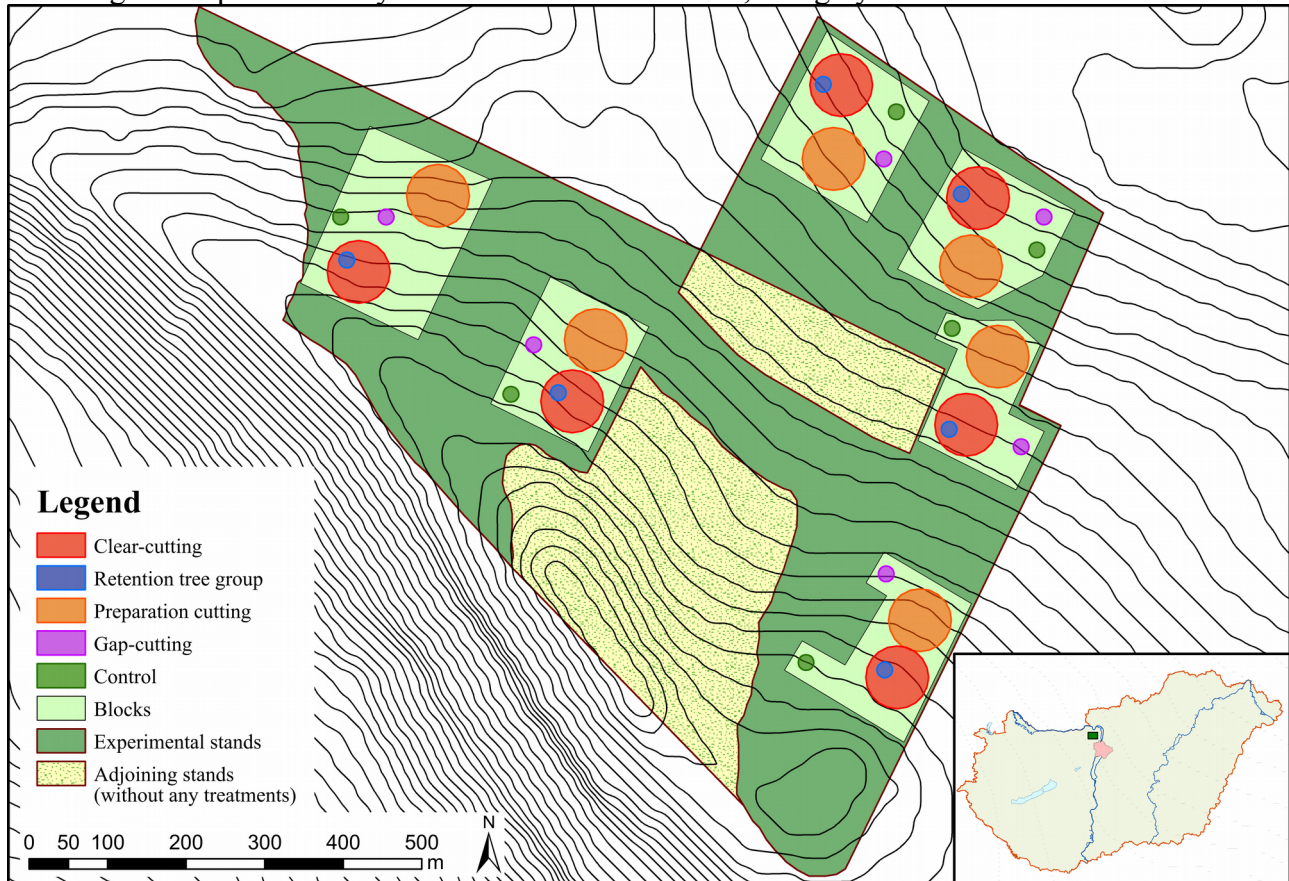 Legend
Clear-cutting
Retention tree group
Preparation cutting
Gap-cutting
Control
Blocks
Experimental stands
Adjoining stands
(without any treatments)
N
0 50 100 200 300 400 500
m